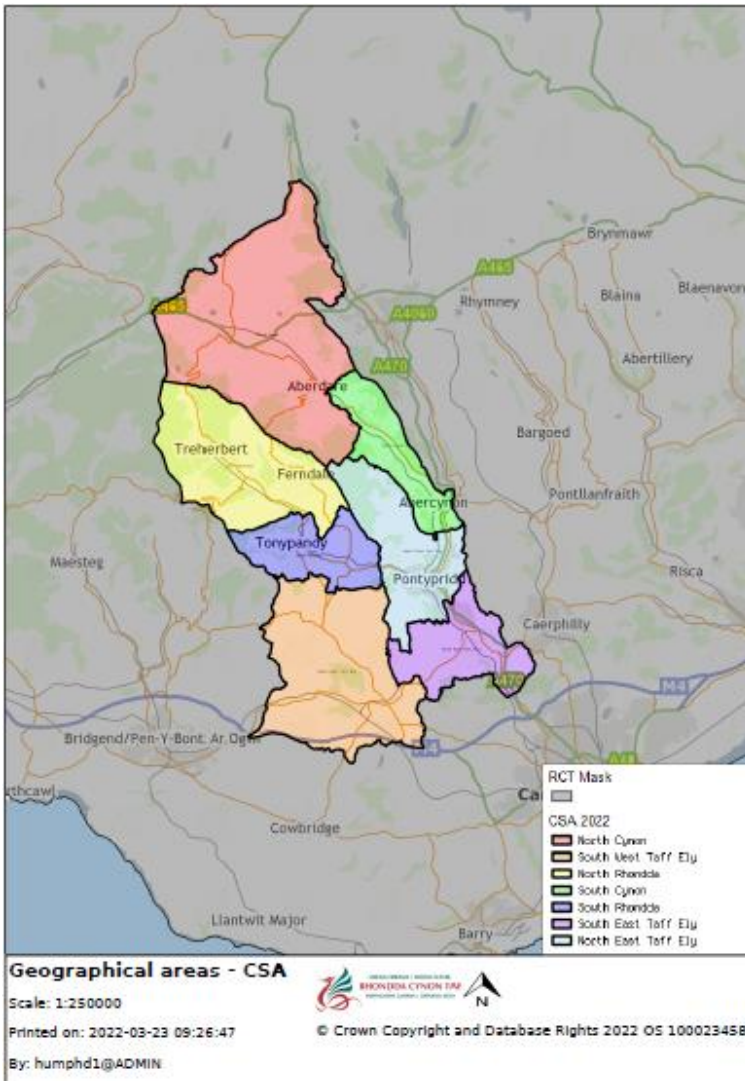 Brynmawr
A465
A465
Rhymney
Blaina
Blaenavon
A4060
Abertillery
A470
Aberdare
Bargoed
Treherbert
Ferndale
Abercynon
Pontllanfraith
Tonypandy
Maesteg
Pontypridd
Risca
Caerphilly
A470
M4
Bridgend/Pen-Y-Bont Ar Ogwr
M4
A48
rthcawl
Ca
Cowbridge
Llantwit Major
Barry
RCT Mask
CSA 2022
North Cynon
South West Taff Ely
North Rhondda
South Cynon
South Rhondda
South East Taff Ely
North East Taff Ely
Geographical areas - CSA
Scale: 1:250000
Printed on: 2022-03-23 09:26:47
By: humphd1@ADMIN
RHONDDA CYNON TAF
N
© Crown Copyright and Database Rights 2022 OS 100023458